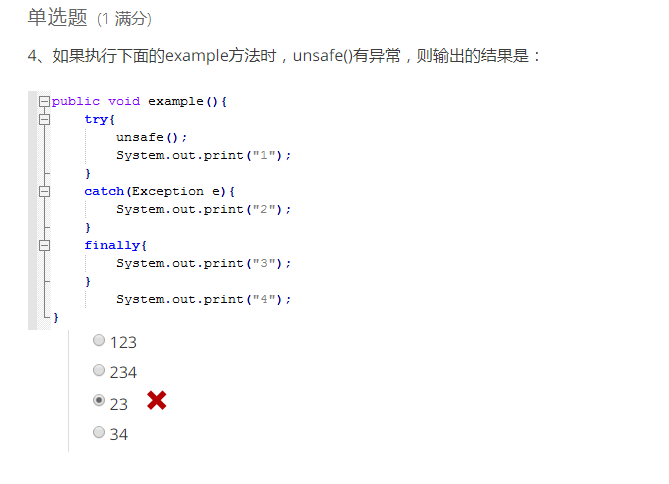 单选题 (1 满分)
4、如果执行下面的example方法时，unsafe()有异常，则输出的结果是：
public void example(){
try{
unsafe();
System.out.print("1");
}
catch(Exception e){
System.out.print("2");
}
finally{
System.out.print("3");
}
System.out.print("4");
}
123
234
23
34